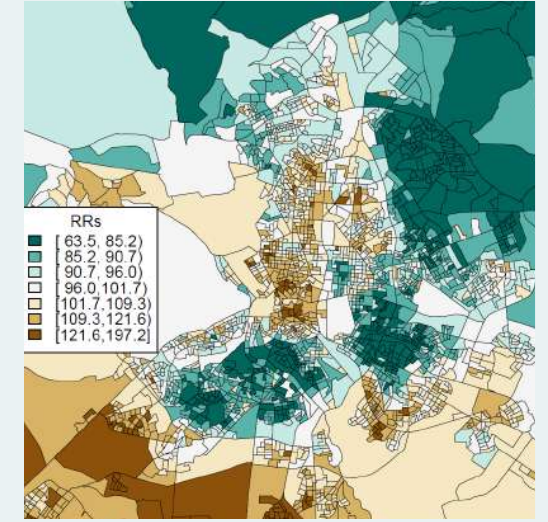 RRs
[ 63.5, 85.2)
[ 85.2, 90.7)
[ 90.7, 96.0)
[ 96.0,101.7)
[101.7,109.3)
[109.3,121.6)
[121.6,197.2]